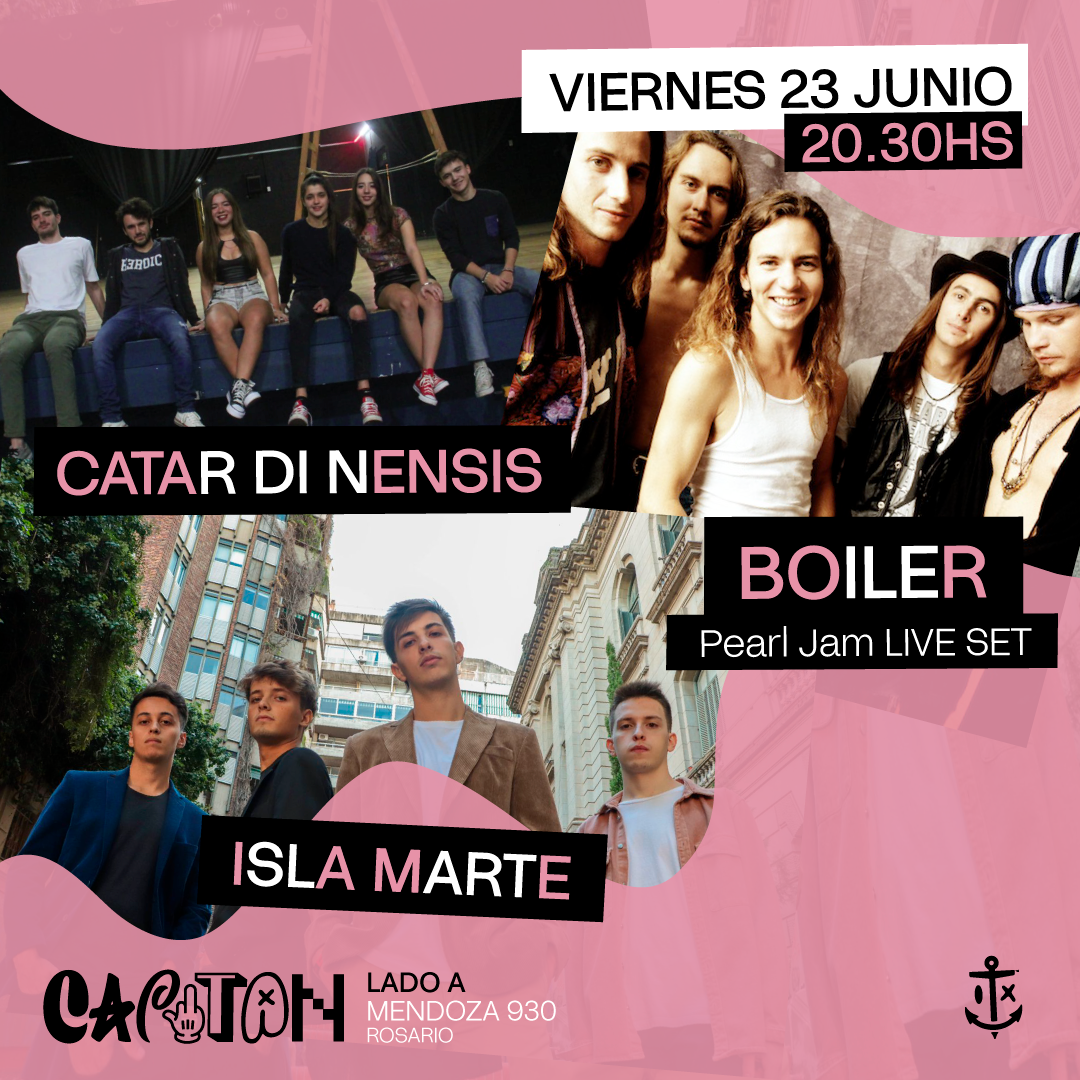 VIERNES 23 JUNIO
20.30HS
CATAR DI NENSIS
BOILER
Pearl Jam LIVE SET
ISLA MARTE
CAPITAN
LADO A
MENDOZA 930
ROSARIO